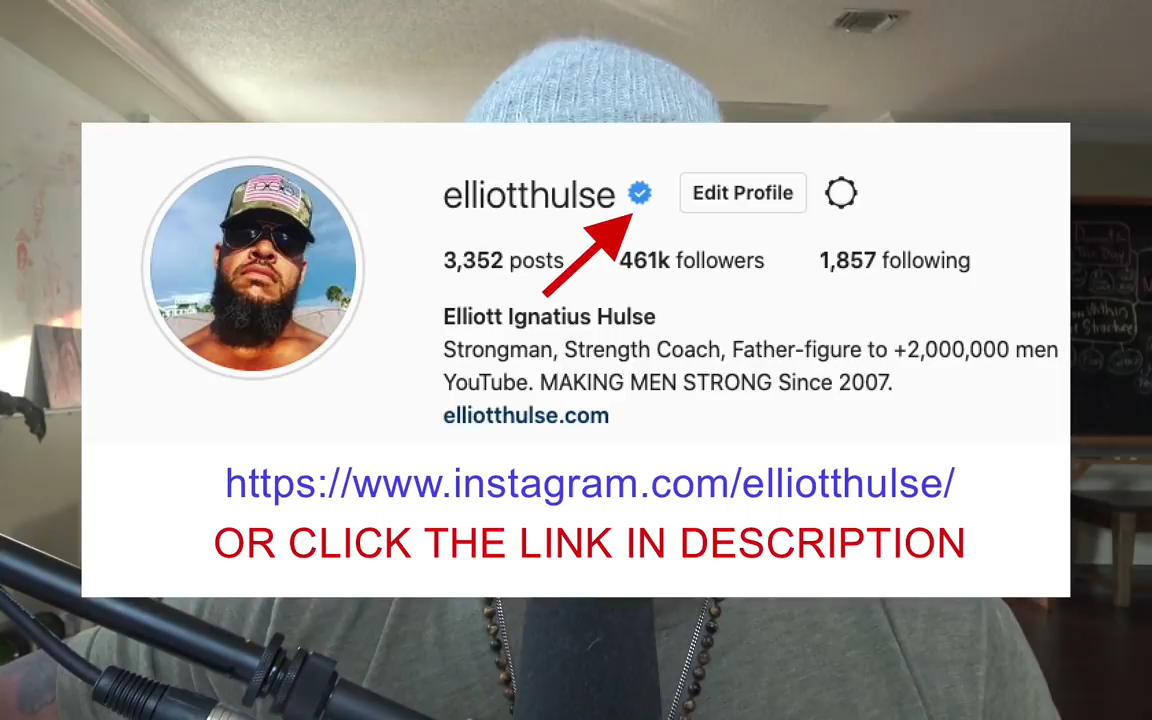 elliotthulse
Edit Profile
3,352 posts
461k followers
1,857 following
Elliott Ignatius Hulse
Strongman, Strength Coach, Father-figure to +2,000,000 men
YouTube. MAKING MEN STRONG Since 2007.
elliotthulse.com
https://www.instagram.com/elliotthulse/
OR CLICK THE LINK IN DESCRIPTION